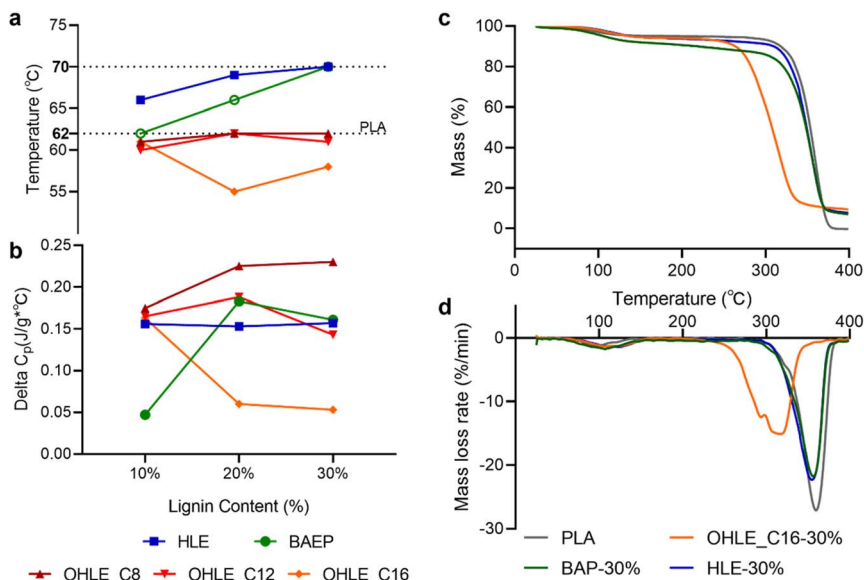 a
75
70
65
62
60
55
Temperature (°C)
PLA
b
0.25
0.20
0.15
0.10
0.05
0.00
Delta Cp(J/g*°C)
10%
20%
30%
Lignin Content (%)
HLE
BAEP
OHLE_C8
OHLE_C12
OHLE_C16
c
100
80
60
40
20
0
Mass (%)
0
100
200
300
400
Temperature (°C)
d
100
200
300
400
0
-10
-20
-30
Mass loss rate (%/min)
PLA
OHLE_C16-30%
BAP-30%
HLE-30%